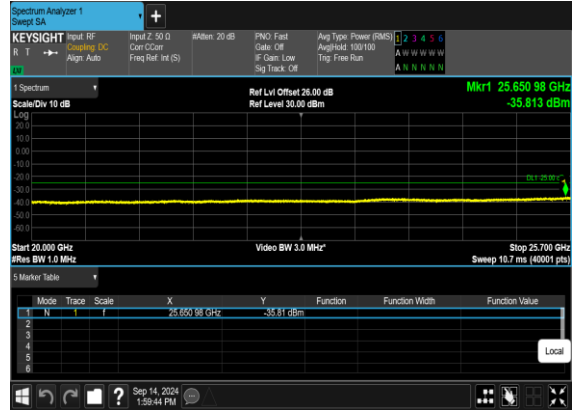 Spectrum Analyzer 1
Swept SA
+
KEYSIGHT Input: RF Input Z: 50 Ω #Atten: 20 dB PNO: Fast Avg Type: Power (RMS) 1 2 3 4 5 6
R T Coupling: DC Corr CCorr Gate: Off Avg|Hold: 100/100 A W W W W W
Align: Auto Freq Ref: Int (S) IF Gain: Low Trig: Free Run
Sig Track: Off A N N N N N
1 Spectrum Ref Lvl Offset 26.00 dB Mkr1 25.650 98 GHz
Scale/Div 10 dB Ref Level 30.00 dBm -35.813 dBm
Log
20.0
10.0
0.00
-10.0
-20.0
DL1 -25.00
-30.0
-40.0
-50.0
-60.0
Start 20.000 GHz Video BW 3.0 MHz* Stop 25.700 GHz
#Res BW 1.0 MHz Sweep 10.7 ms (40001 pts)
5 Marker Table
Mode Trace Scale X Y Function Function Width Function Value
1 N 1 f 25.650 98 GHz -35.81 dBm
2
3
4
5
6
Local
? Sep 14, 2024
1:59:44 PM